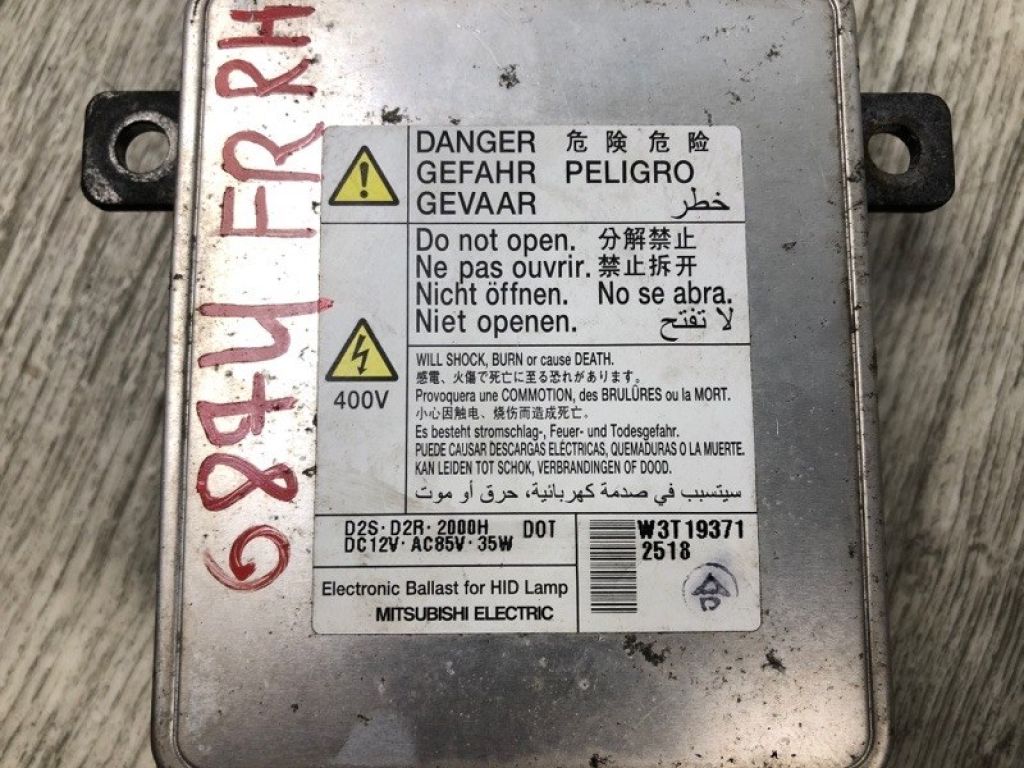 684U FR RH
DANGER 危険 危险
GEFAHR PELIGRO
GEVAAR خطر
Do not open. 分解禁止
Ne pas ouvrir. 禁止拆开
Nicht öffnen. No se abra.
Niet openen. لا تفتح
400V
WILL SHOCK, BURN or cause DEATH.
感電、火傷で死亡に至る恐れがあります。
Provoquera une COMMOTION, des BRULÛRES ou la MORT.
小心因触电、烧伤而造成死亡。
Es besteht stromschlag-, Feuer- und Todesgefahr.
PUEDE CAUSAR DESCARGAS ELÉCTRICAS, QUEMADURAS O LA MUERTE.
KAN LEIDEN TOT SCHOK, VERBRANDINGEN OF DOOD.
سيتسبب في صدمة كهربائية، حرق أو موت
D2S·D2R·2000H DOT
DC12V·AC85V·35W
W3T19371
2518
合
Electronic Ballast for HID Lamp
MITSUBISHI ELECTRIC